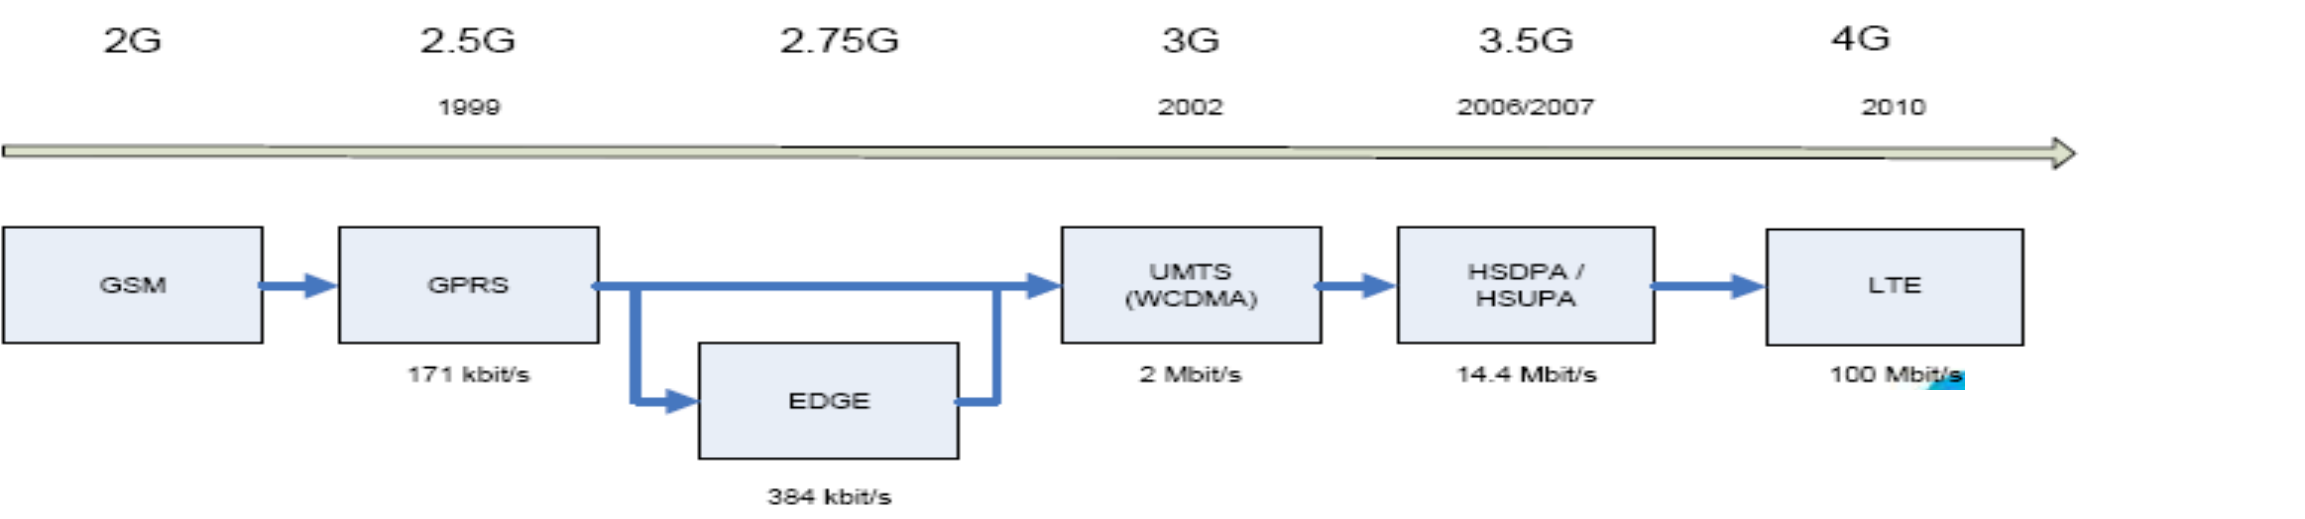 2G
2.5G
2.75G
3G
3.5G
4G
1999
2002
2006/2007
2010
GSM
GPRS
UMTS
(WCDMA)
HSDPA /
HSUPA
LTE
171 kbit/s
2 Mbit/s
14.4 Mbit/s
100 Mbit/s
EDGE
384 kbit/s